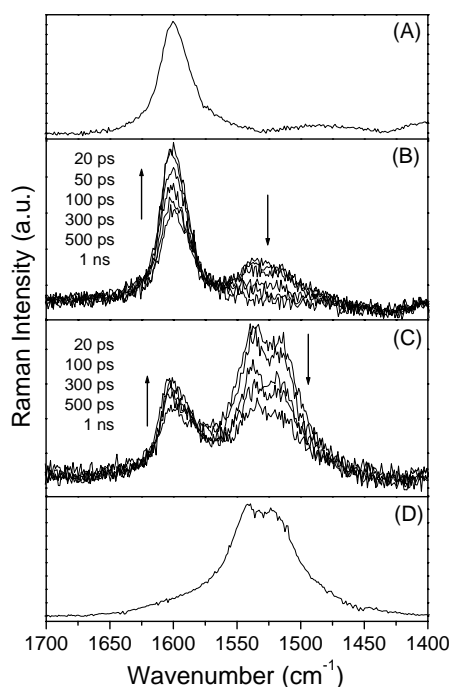 (A)
(B)
20 ps
50 ps
100 ps
300 ps
500 ps
1 ns
(C)
20 ps
100 ps
300 ps
500 ps
1 ns
(D)
Raman Intensity (a.u.)
1700 1650 1600 1550 1500 1450 1400
Wavenumber (cm⁻¹)